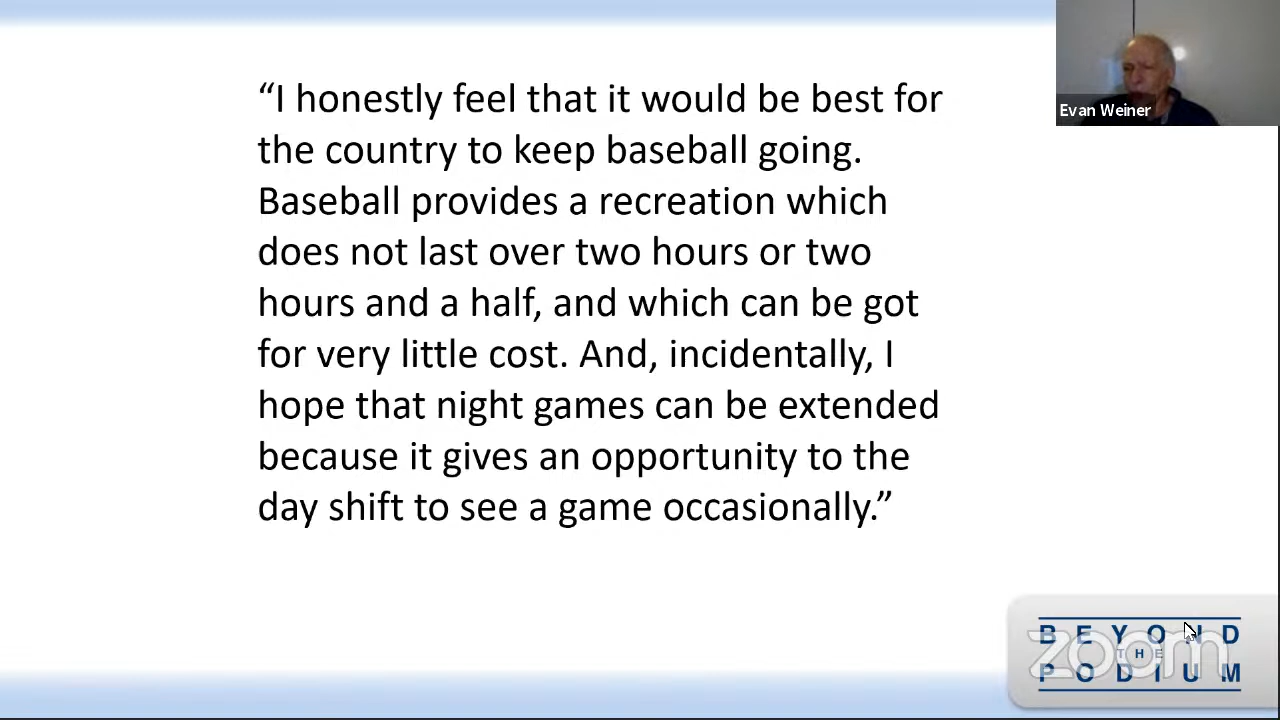 “I honestly feel that it would be best for
the country to keep baseball going.
Baseball provides a recreation which
does not last over two hours or two
hours and a half, and which can be got
for very little cost. And, incidentally, I
hope that night games can be extended
because it gives an opportunity to the
day shift to see a game occasionally.”
Evan Weiner
BEYOND
THE
PODIUM
zoom